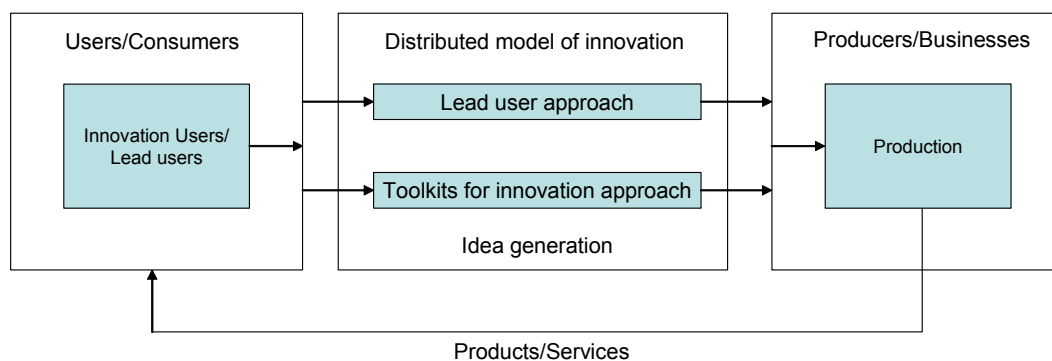 Users/Consumers
Innovation Users/
Lead users
Distributed model of innovation
Lead user approach
Toolkits for innovation approach
Idea generation
Producers/Businesses
Production
Products/Services